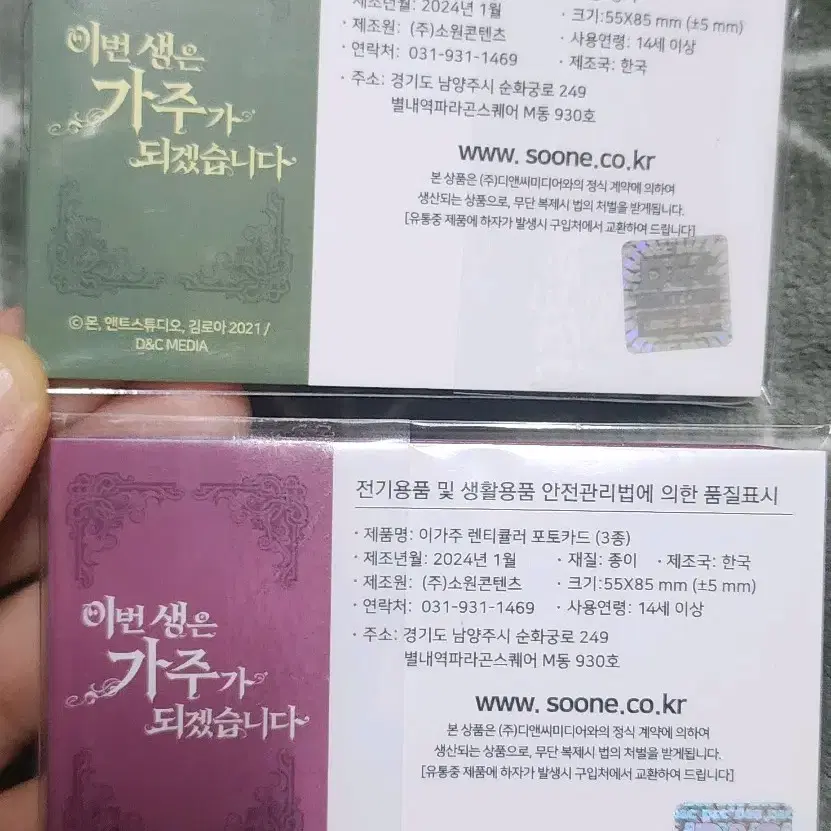 이번 생은
가주가
되겠습니다
© 몬, 앤트스튜디오, 김로아 2021 /
D&C MEDIA
제조년월: 2024년 1월
· 크기:55X85 mm (±5 mm)
· 제조원: (주)소원콘텐츠
· 사용연령: 14세 이상
· 연락처: 031-931-1469
· 제조국: 한국
· 주소: 경기도 남양주시 순화궁로 249
별내역파라곤스퀘어 M동 930호
www. soone.co.kr
본 상품은 (주)디앤씨미디어와의 정식 계약에 의하여
생산되는 상품으로, 무단 복제시 법의 처벌을 받게됩니다.
[유통중 제품에 하자가 발생시 구입처에서 교환하여 드립니다]
D&C
이번 생은
가주가
되겠습니다
전기용품 및 생활용품 안전관리법에 의한 품질표시
· 제품명: 이가주 렌티큘러 포토카드 (3종)
· 제조년월: 2024년 1월 · 재질: 종이 · 제조국: 한국
· 제조원: (주)소원콘텐츠 · 크기:55X85 mm (±5 mm)
· 연락처: 031-931-1469 · 사용연령: 14세 이상
· 주소: 경기도 남양주시 순화궁로 249
별내역파라곤스퀘어 M동 930호
www. soone.co.kr
본 상품은 (주)디앤씨미디어와의 정식 계약에 의하여
생산되는 상품으로, 무단 복제시 법의 처벌을 받게됩니다.
[유통중 제품에 하자가 발생시 구입처에서 교환하여 드립니다]